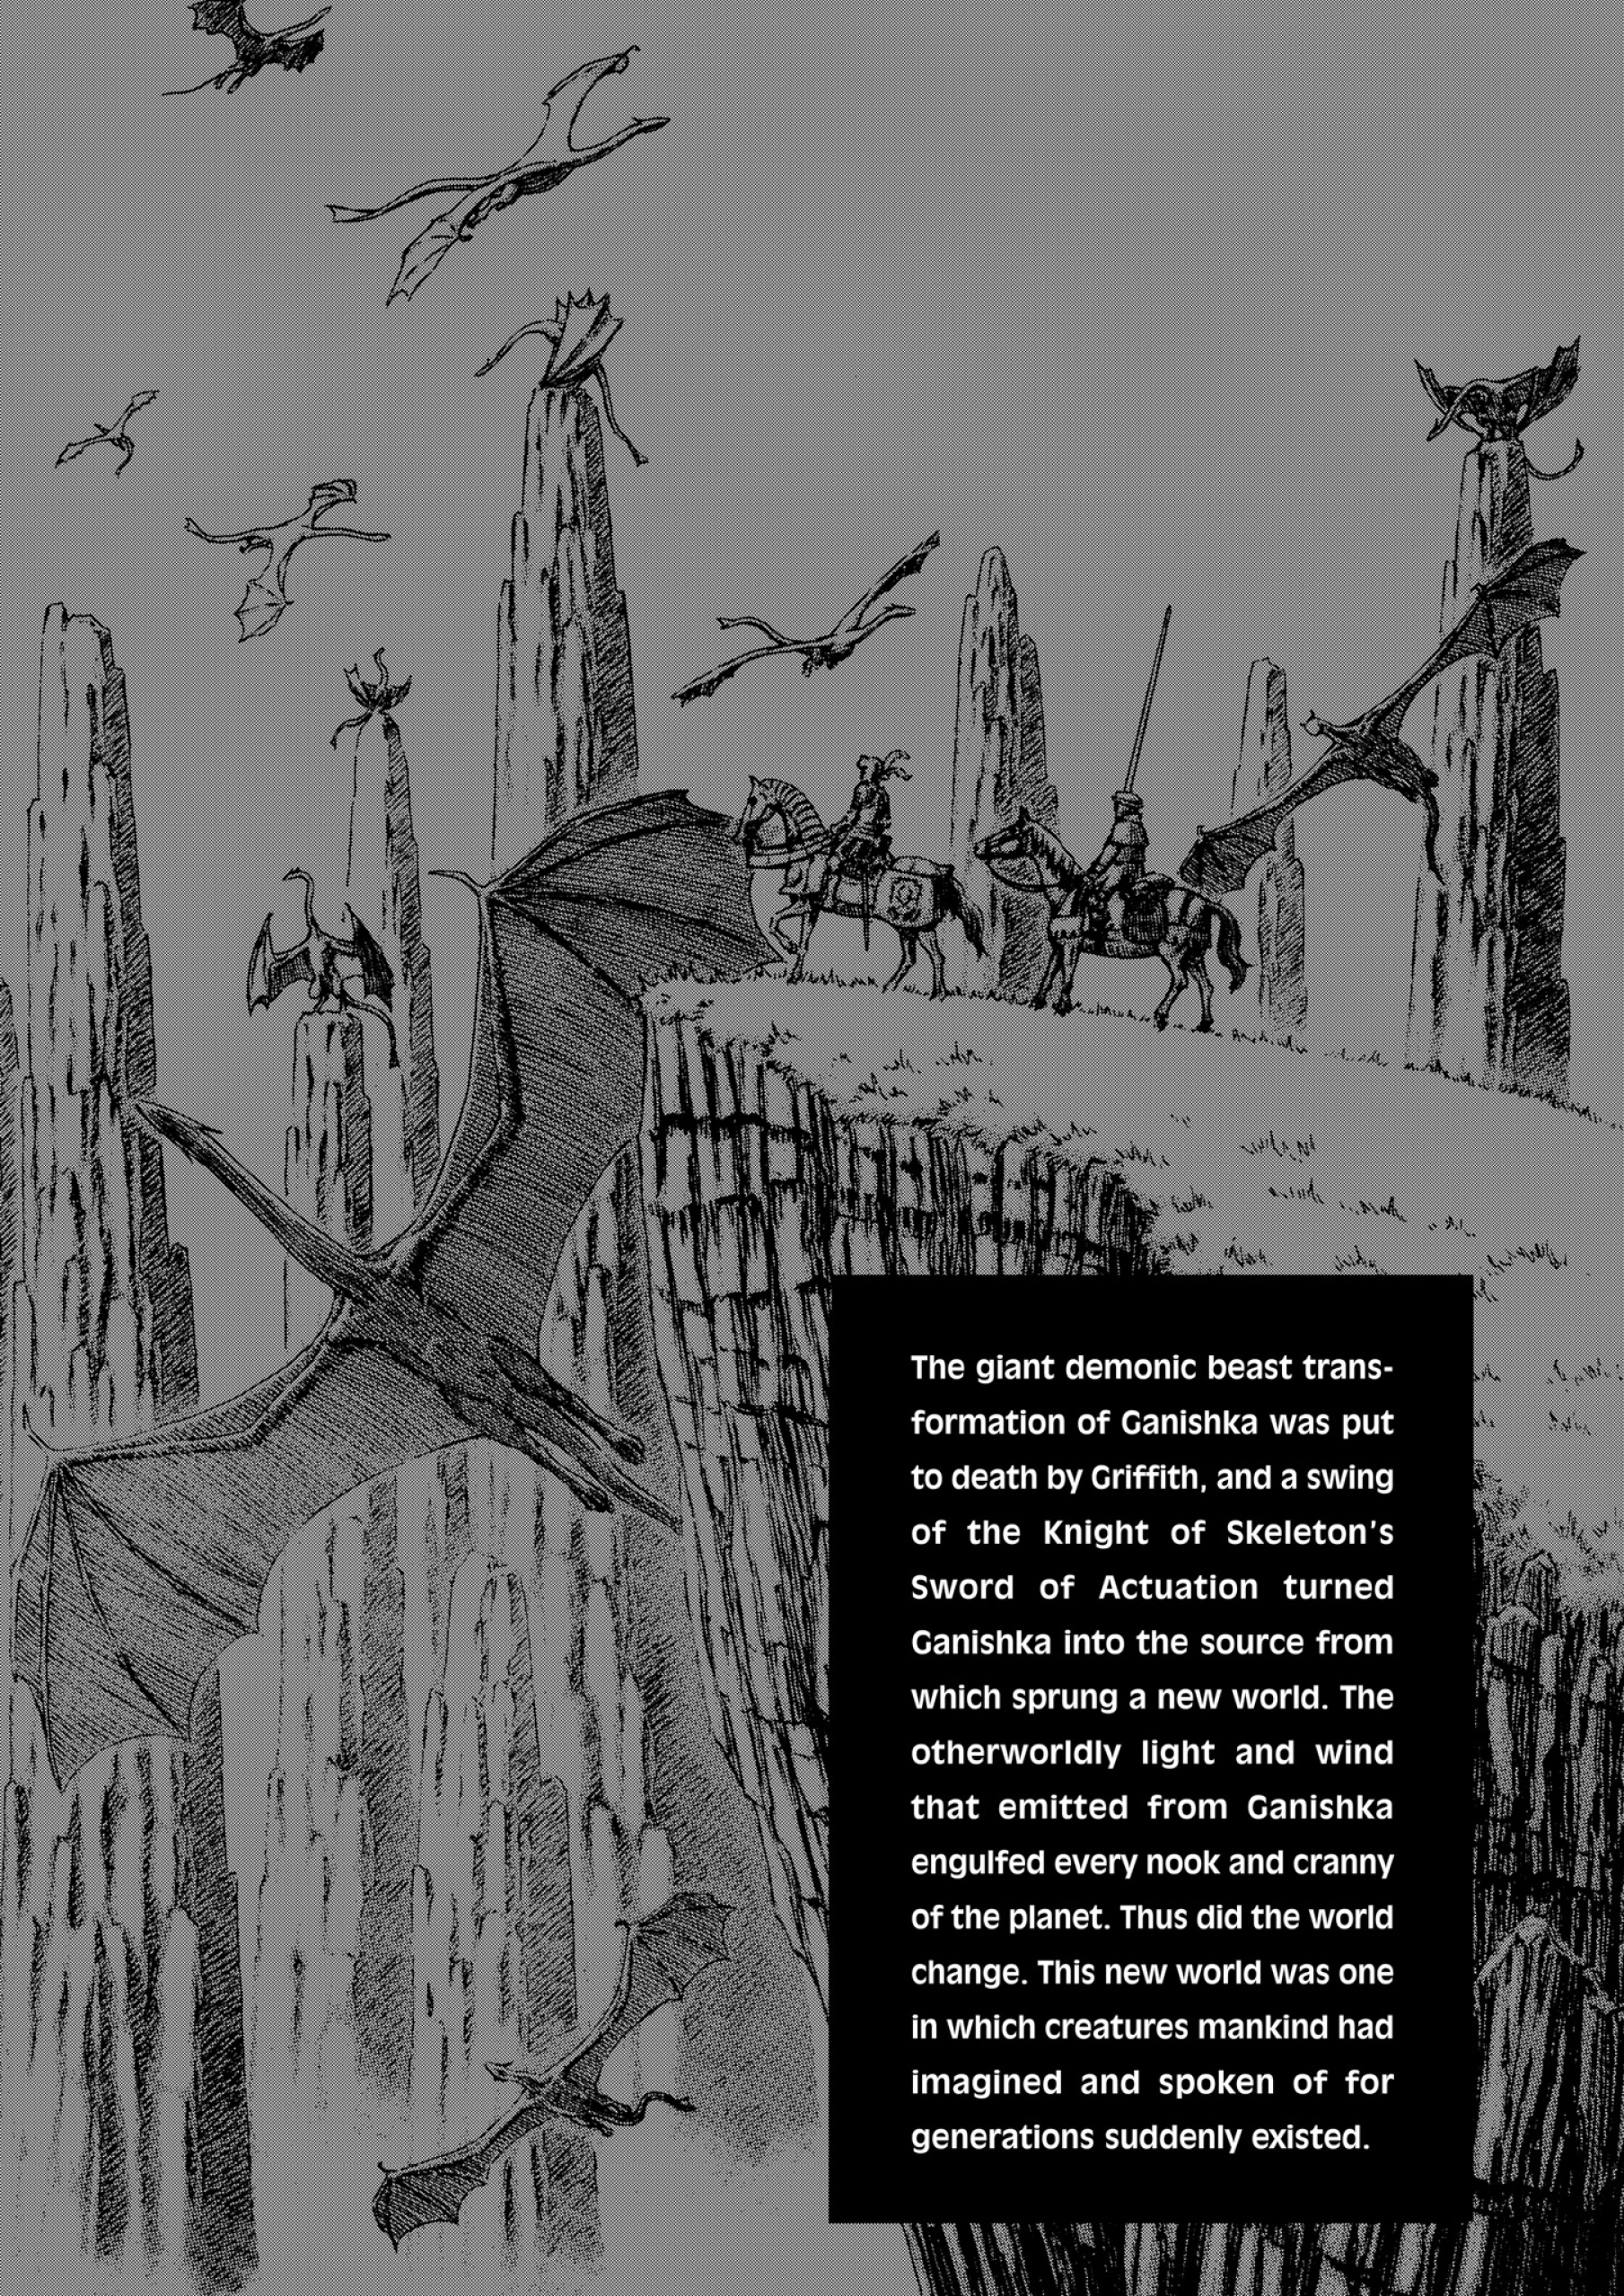 The giant demonic beast trans-
formation of Ganishka was put
to death by Griffith, and a swing
of the Knight of Skeleton's
Sword of Actuation turned
Ganishka into the source from
which sprung a new world. The
otherworldly light and wind
that emitted from Ganishka
engulfed every nook and cranny
of the planet. Thus did the world
change. This new world was one
in which creatures mankind had
imagined and spoken of for
generations suddenly existed.